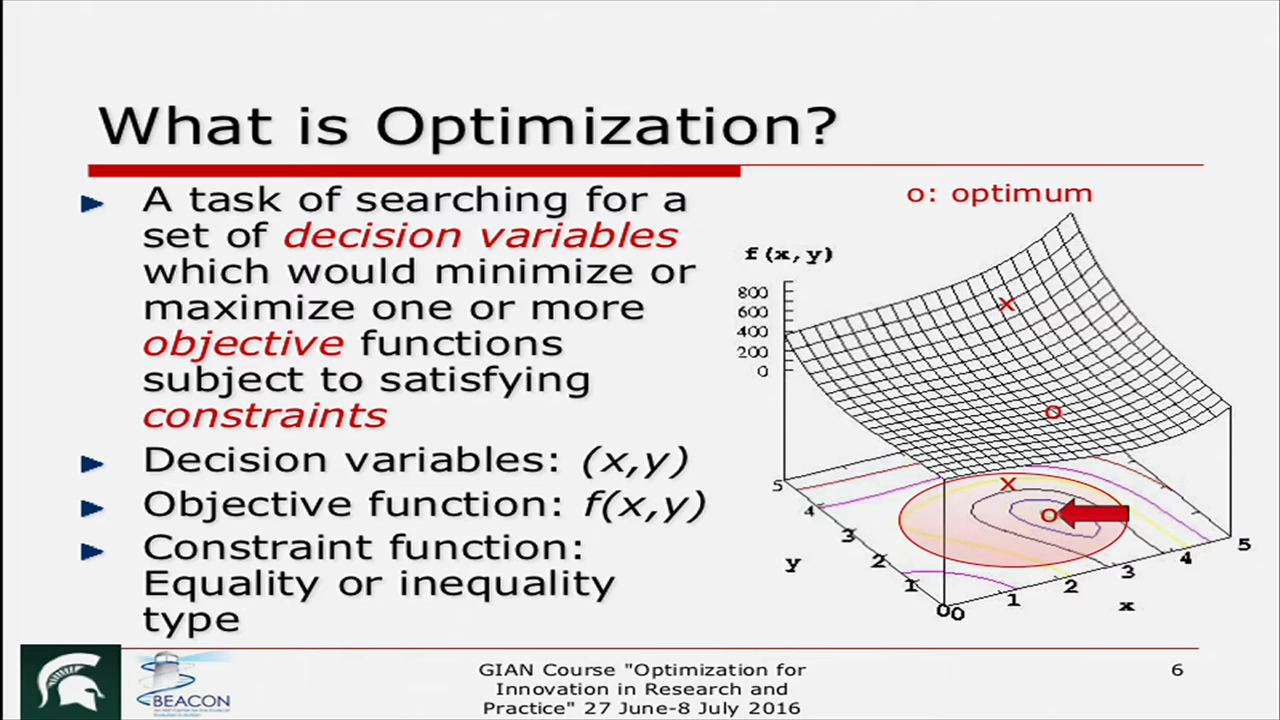 What is Optimization?
A task of searching for a
set of decision variables
which would minimize or
maximize one or more
objective functions
subject to satisfying
constraints
Decision variables: (x,y)
Objective function: f(x,y)
Constraint function:
Equality or inequality
type
o: optimum
f(x,y)
800
600
400
200
0
x
o
x
o
5
4
3
2
1
0
y
0
1
2
3
4
5
x
BEACON
GIAN Course "Optimization for
Innovation in Research and
Practice" 27 June-8 July 2016
6